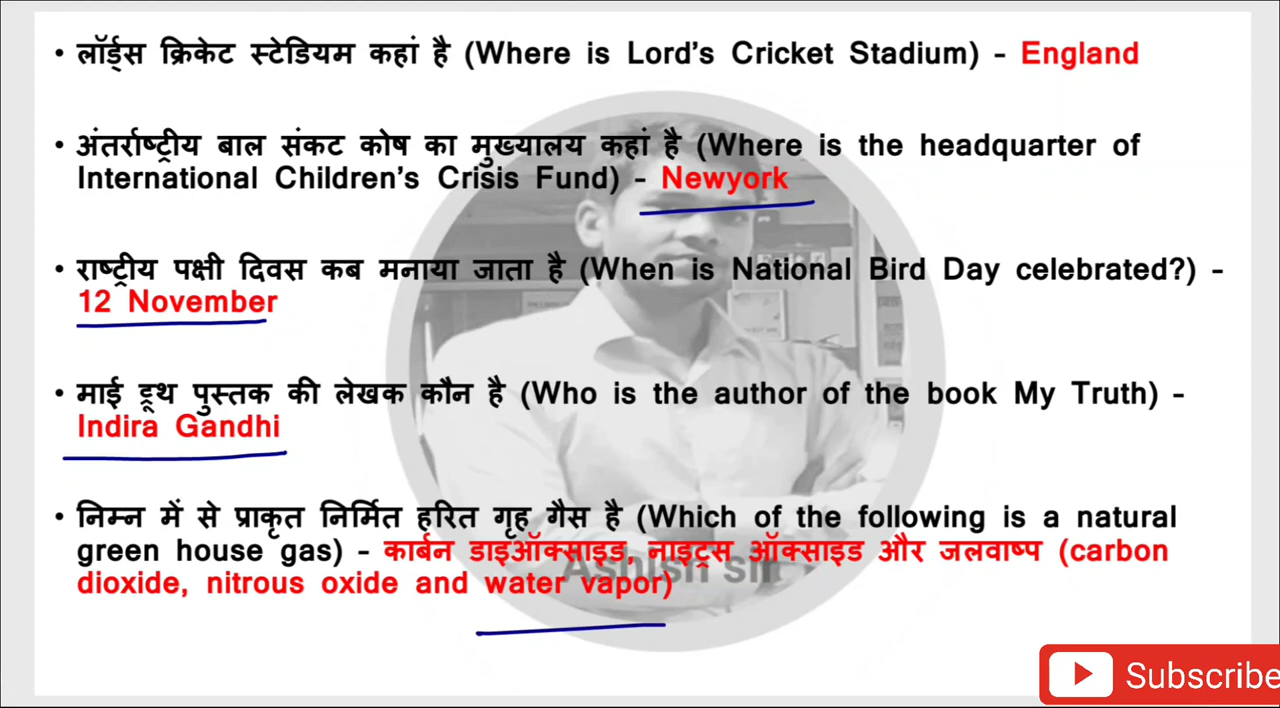 • लॉर्ड्स क्रिकेट स्टेडियम कहां है (Where is Lord's Cricket Stadium) - England
• अंतर्राष्ट्रीय बाल संकट कोष का मुख्यालय कहां है (Where is the headquarter of
International Children's Crisis Fund) - Newyork
• राष्ट्रीय पक्षी दिवस कब मनाया जाता है (When is National Bird Day celebrated?) -
12 November
• माई ट्रूथ पुस्तक की लेखक कौन है (Who is the author of the book My Truth) -
Indira Gandhi
• निम्न में से प्राकृत निर्मित हरित गृह गैस है (Which of the following is a natural
green house gas) - कार्बन डाइऑक्साइड, नाइट्रस ऑक्साइड और जलवाष्प (carbon
dioxide, nitrous oxide and water vapor)
Ashish sir
Subscribe